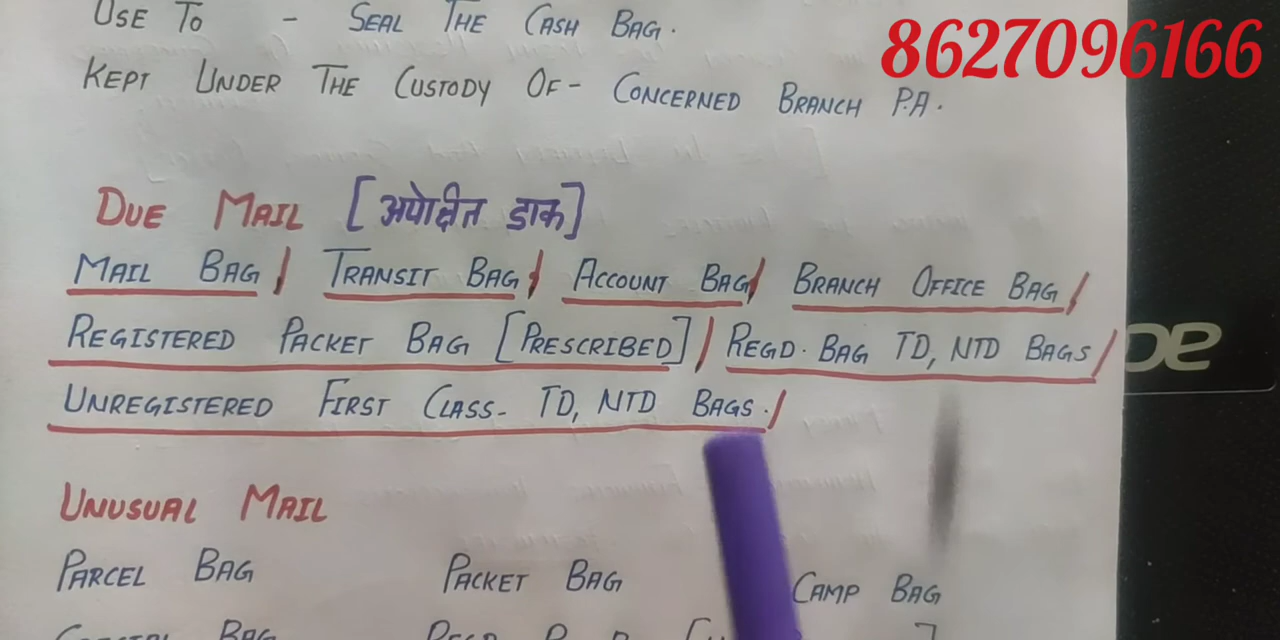 USE TO - SEAL THE CASH BAG.
8627096166
KEPT UNDER THE CUSTODY OF - CONCERNED BRANCH P.A.
DUE MAIL [अपेक्षित डाक]
MAIL BAG / TRANSIT BAG / ACCOUNT BAG / BRANCH OFFICE BAG /
REGISTERED PACKET BAG [PRESCRIBED] / REGD. BAG TD, NTD BAGS /
UNREGISTERED FIRST CLASS - TD, NTD BAGS. /
UNUSUAL MAIL
PARCEL BAG PACKET BAG CAMP BAG
BAG